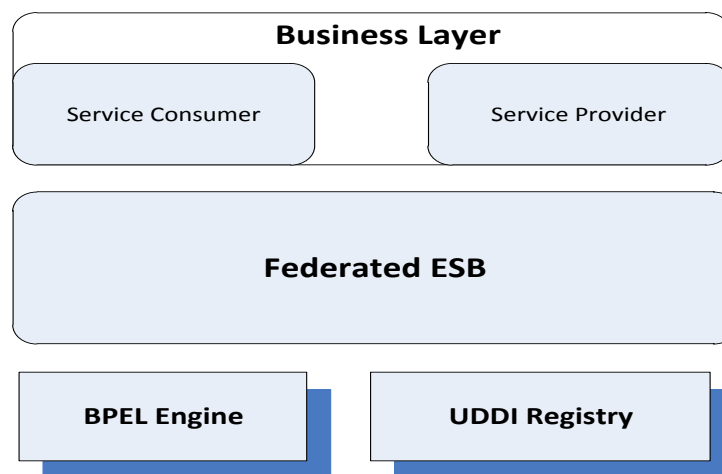 Business Layer
Service Consumer
Service Provider
Federated ESB
BPEL Engine
UDDI Registry